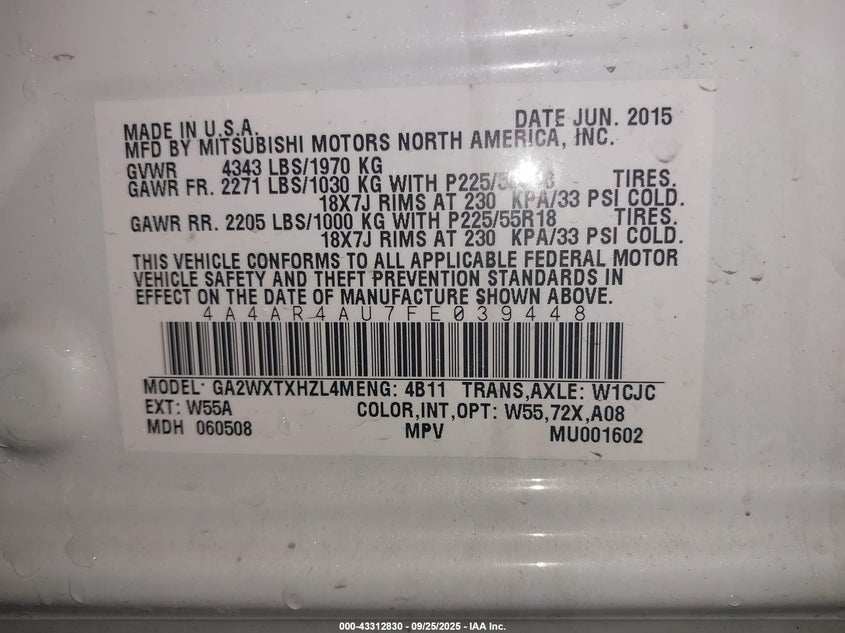 MADE IN U.S.A. DATE JUN. 2015
MFD BY MITSUBISHI MOTORS NORTH AMERICA, INC.
GVWR 4343 LBS/1970 KG
GAWR FR. 2271 LBS/1030 KG WITH TIRES.
18X7J RIMS AT 230 KPA/33 PSI COLD.
GAWR RR. 2205 LBS/1000 KG WITH P225/55R18 TIRES.
18X7J RIMS AT 230 KPA/33 PSI COLD.
THIS VEHICLE CONFORMS TO ALL APPLICABLE FEDERAL MOTOR
VEHICLE SAFETY AND THEFT PREVENTION STANDARDS IN
EFFECT ON THE DATE OF MANUFACTURE SHOWN ABOVE.
4A4AR4AU7FE039448
MODEL: GA2WXTXHZL4MENG: 4B11 TRANS,AXLE: W1CJC
EXT: W55A COLOR,INT,OPT: W55,72X,A08
MDH 060508 MPV MU001602
000-43312830 - 09/25/2025 - IAA Inc.